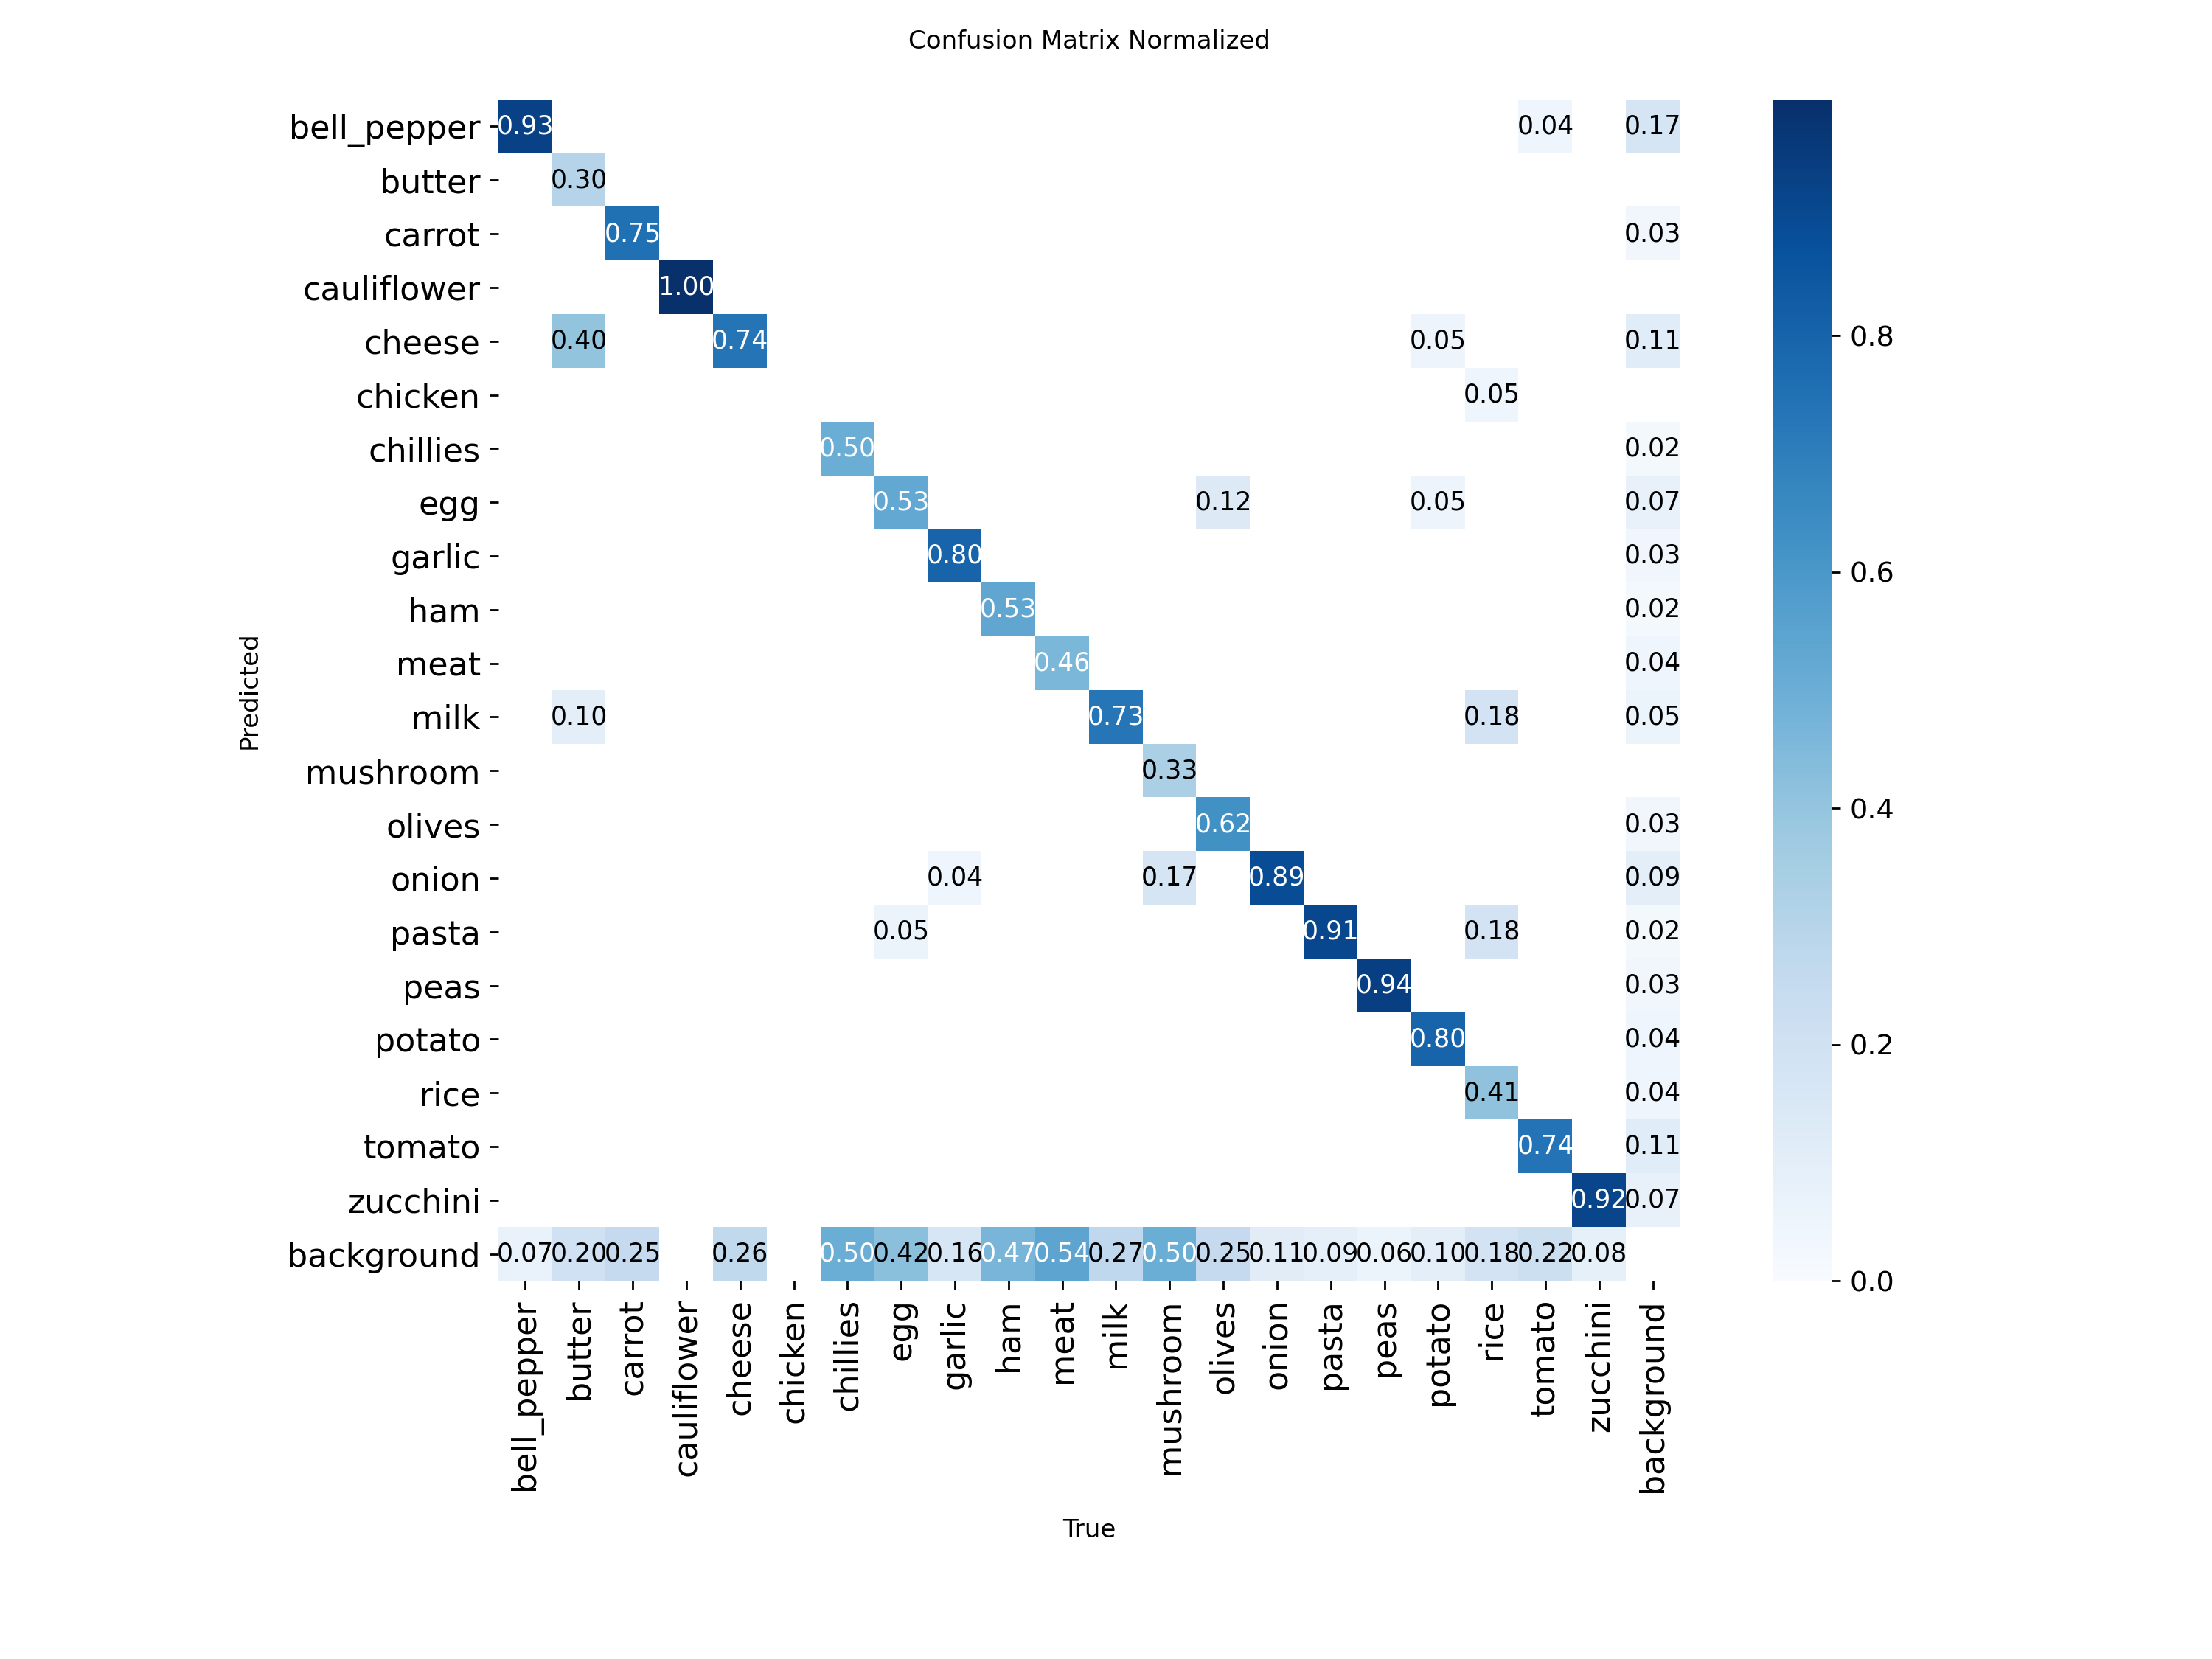 Confusion Matrix Normalized
bell_pepper 0.93 0.04 0.17
butter 0.30
carrot 0.75 0.03
cauliflower 1.00
cheese 0.40 0.74 0.05 0.11
0.8
chicken 0.05
chillies 0.50 0.02
egg 0.53 0.12 0.05 0.07
garlic 0.80 0.03
0.6
ham 0.53 0.02
meat 0.46 0.04
Predicted
milk 0.10 0.73 0.18 0.05
mushroom 0.33
0.4
olives 0.62 0.03
onion 0.04 0.17 0.89 0.09
pasta 0.05 0.91 0.18 0.02
peas 0.94 0.03
potato 0.80 0.04
0.2
rice 0.41 0.04
tomato 0.74 0.11
zucchini 0.92 0.07
background 0.07 0.20 0.25 0.26 0.50 0.42 0.16 0.47 0.54 0.27 0.50 0.25 0.11 0.09 0.06 0.10 0.18 0.22 0.08
0.0
bell_pepper butter carrot cauliflower cheese chicken chillies egg garlic ham meat milk mushroom olives onion pasta peas potato rice tomato zucchini background
True